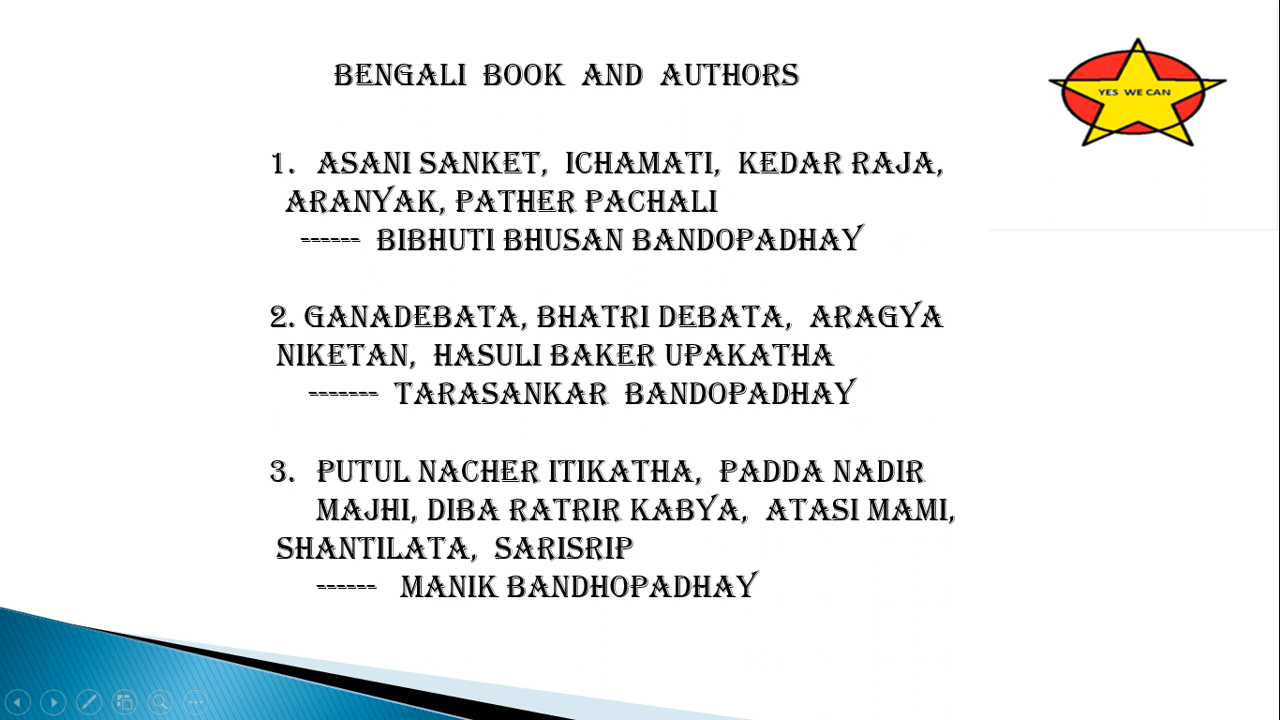 BENGALI BOOK AND AUTHORS
YES WE CAN
1. ASANI SANKET, ICHAMATI, KEDAR RAJA,
ARANYAK, PATHER PACHALI
------ BIBHUTI BHUSAN BANDOPADHAY
2. GANADEBATA, BHATRI DEBATA, ARAGYA
NIKETAN, HASULI BAKER UPAKATHA
------- TARASANKAR BANDOPADHAY
3. PUTUL NACHER ITIKATHA, PADDA NADIR
MAJHI, DIBA RATRIR KABYA, ATASI MAMI,
SHANTILATA, SARISRIP
------ MANIK BANDHOPADHAY